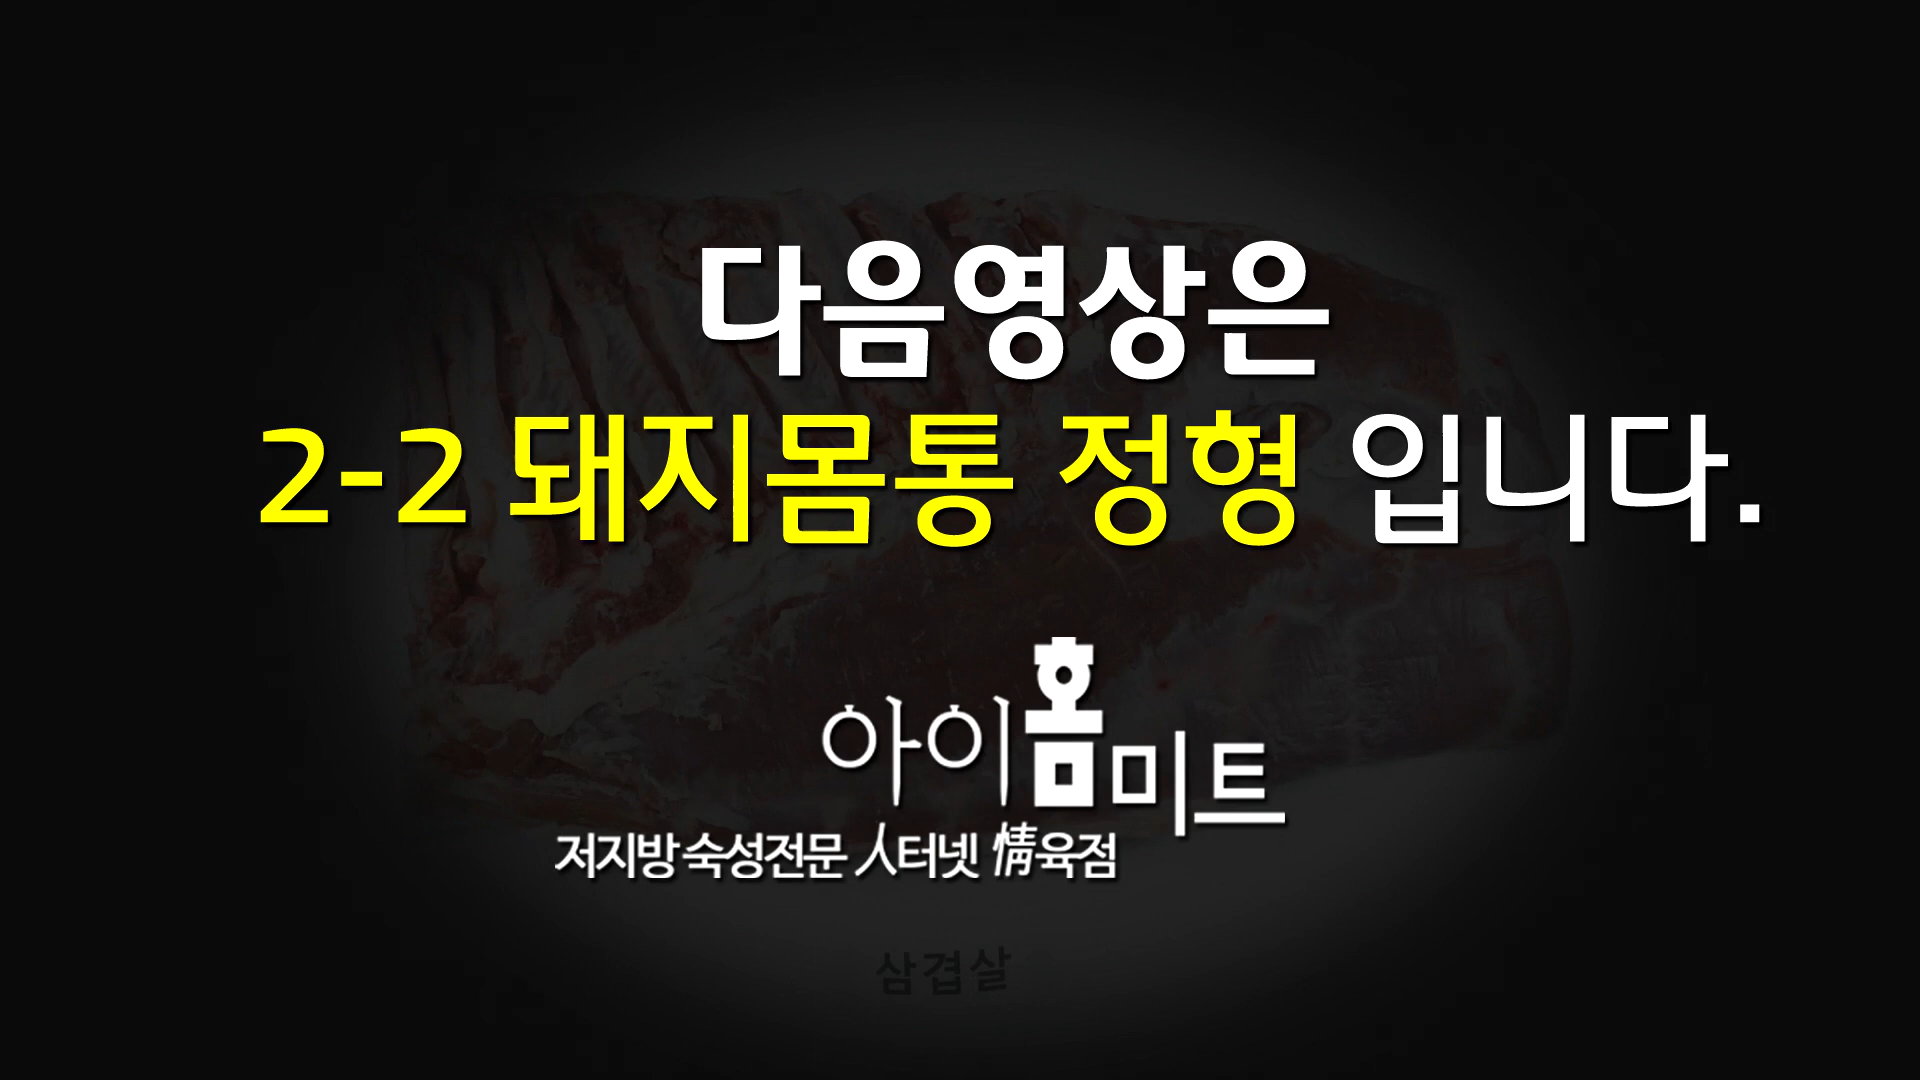 다음영상은
2-2 돼지몸통 정형 입니다.
아이홈미트
저지방 숙성전문 人터넷 情육점
삼겹살